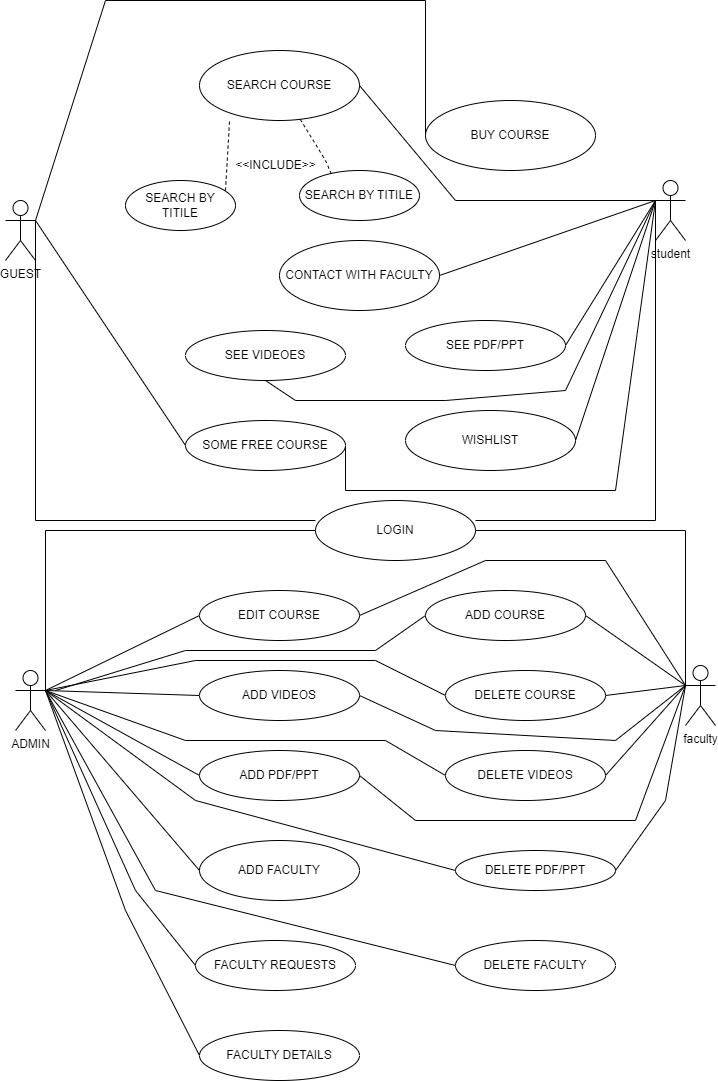 SEARCH COURSE
BUY COURSE
<<INCLUDE>>
SEARCH BY
TITILE
SEARCH BY TITILE
GUEST
student
CONTACT WITH FACULTY
SEE VIDEOES
SEE PDF/PPT
SOME FREE COURSE
WISHLIST
LOGIN
EDIT COURSE
ADD COURSE
ADD VIDEOS
DELETE COURSE
ADMIN
faculty
ADD PDF/PPT
DELETE VIDEOS
ADD FACULTY
DELETE PDF/PPT
FACULTY REQUESTS
DELETE FACULTY
FACULTY DETAILS